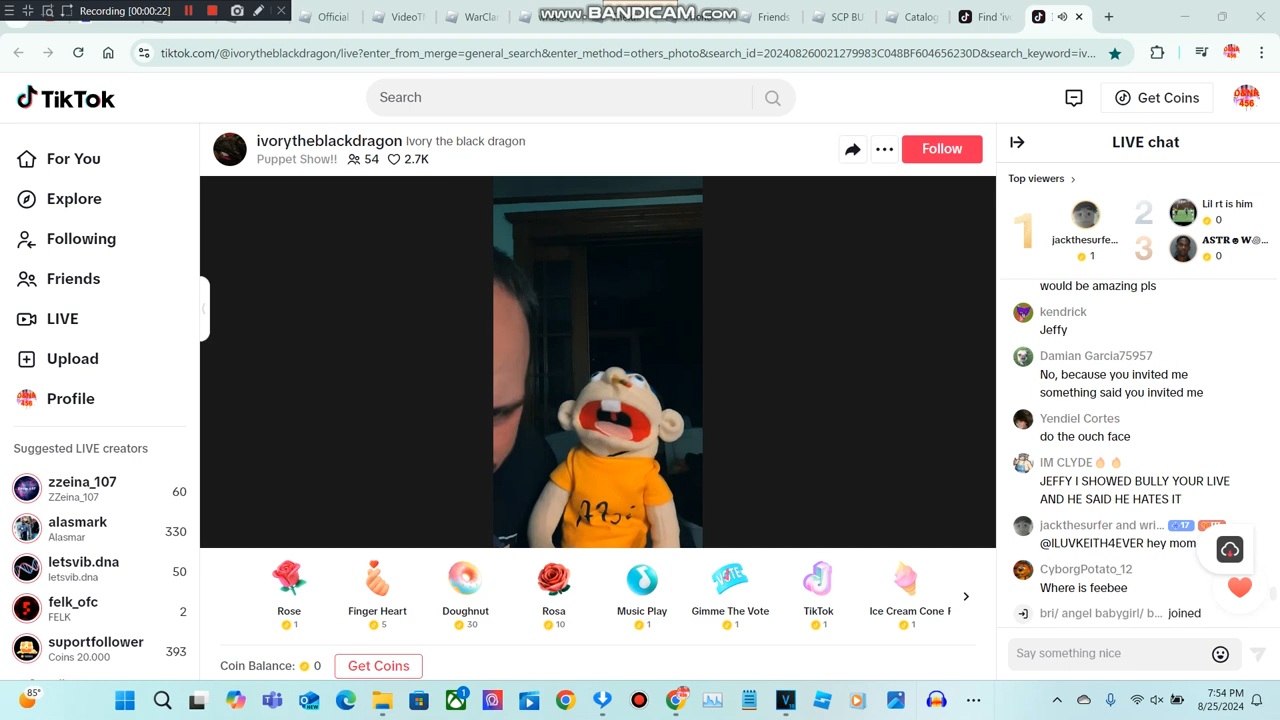 Recording [00:00:22]
Official
VideoT
WarCla
www.BANDICAM.com
Friends
SCP BU
Catalog
Find 'iv
tiktok.com/@ivorytheblackdragon/live?enter_from_merge=general_search&enter_method=others_photo&search_id=202408260021279983C048BF604656230D&search_keyword=iv...
TikTok
Search
Get Coins
D&NA 456
For You
Explore
Following
Friends
LIVE
Upload
Profile
Suggested LIVE creators
zzeina_107
ZZeina_107
60
alasmark
Alasmar
330
letsvib.dna
letsvib.dna
50
felk_ofc
FELK
2
suportfollower
Coins 20.000
393
ivorytheblackdragon Ivory the black dragon
Puppet Show!! 54 2.7K
Follow
Rose
1
Finger Heart
5
Doughnut
30
Rosa
10
Music Play
1
Gimme The Vote
1
TikTok
1
Ice Cream Cone F
1
Coin Balance: 0 Get Coins
LIVE chat
Top viewers
1
jackthesurfe...
1
2
Lil rt is him
0
3
ASTR☻W@...
0
would be amazing pls
kendrick
Jeffy
Damian Garcia75957
No, because you invited me
something said you invited me
Yendiel Cortes
do the ouch face
IM CLYDE🔥🔥
JEFFY I SHOWED BULLY YOUR LIVE
AND HE SAID HE HATES IT
jackthesurfer and wri... 17
@ILUVKEITH4EVER hey mom
CyborgPotato_12
Where is feebee
bri/ angel babygirl/ b... joined
Say something nice
85°
7:54 PM
8/25/2024